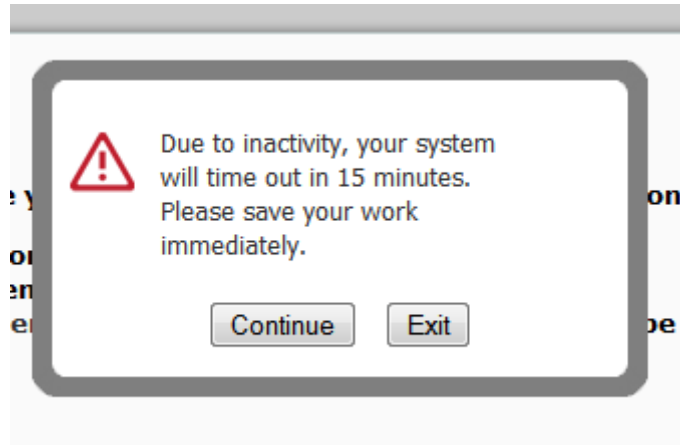 Due to inactivity, your system
will time out in 15 minutes.
Please save your work
immediately.
Continue Exit